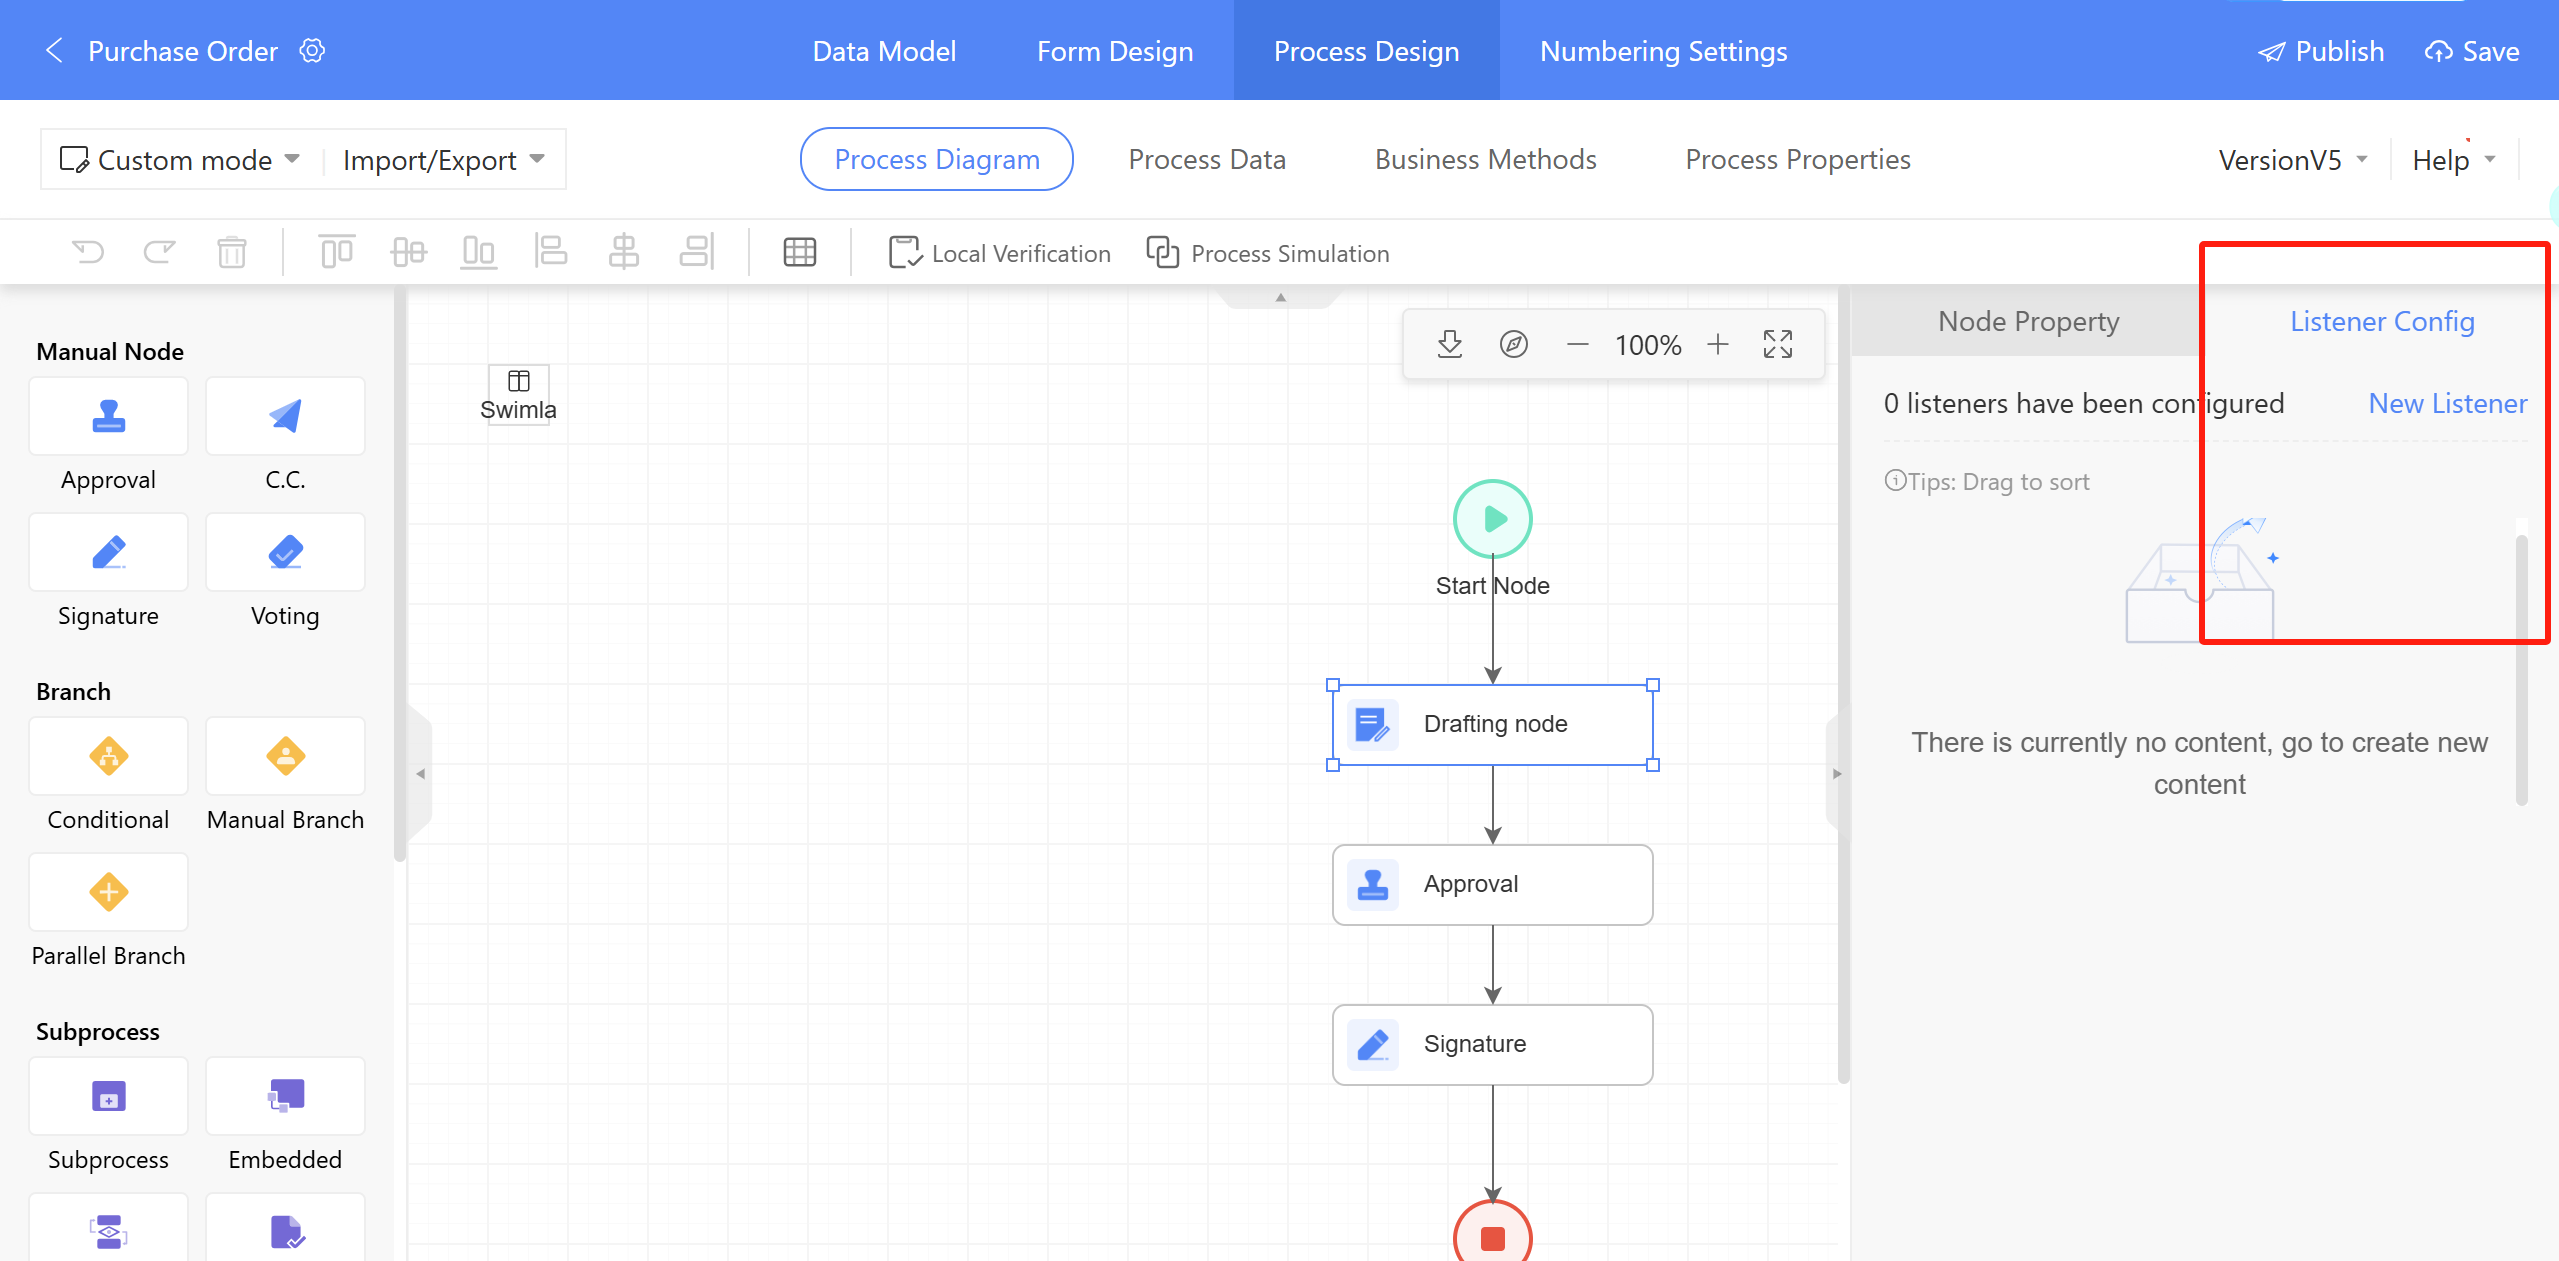 Purchase Order
Data Model
Form Design
Process Design
Numbering Settings
Publish
Save
Custom mode
Import/Export
Process Diagram
Process Data
Business Methods
Process Properties
VersionV5
Help
Local Verification
Process Simulation
Manual Node
Approval
C.C.
Signature
Voting
Branch
Conditional
Manual Branch
Parallel Branch
Subprocess
Subprocess
Embedded
Swimla
100%
Start Node
Drafting node
Approval
Signature
Node Property
Listener Config
0 listeners have been configured
New Listener
Tips: Drag to sort
There is currently no content, go to create new
content